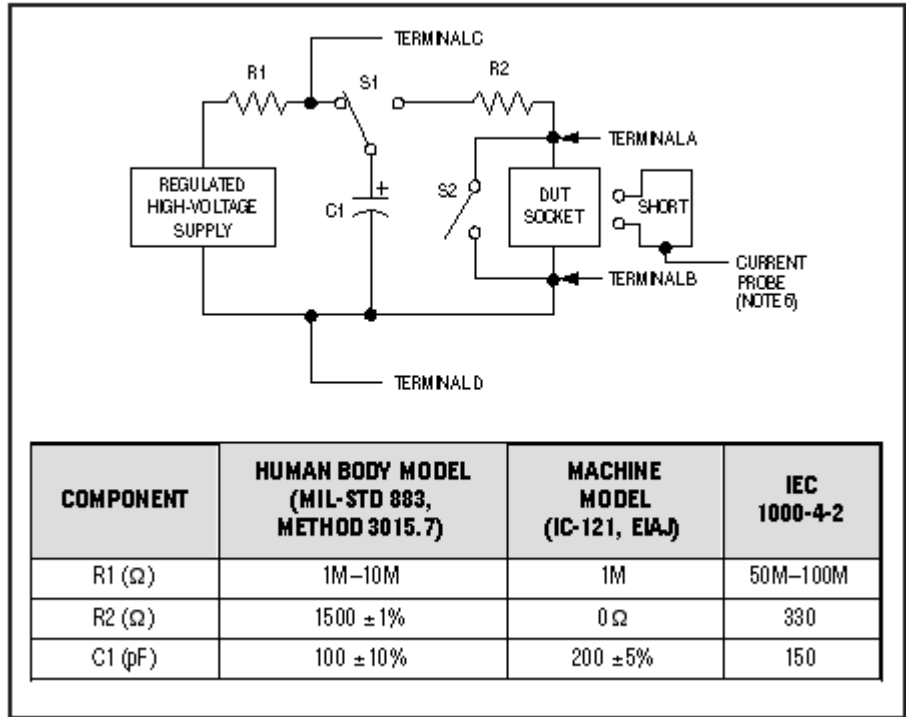 TERMINAL C
R1
S1
R2
TERMINAL A
REGULATED
HIGH-VOLTAGE
SUPPLY
C1
+
S2
DUT
SOCKET
SHORT
TERMINAL B
CURRENT
PROBE
(NOTE 6)
TERMINAL D
COMPONENT
HUMAN BODY MODEL
(MIL-STD 883,
METHOD 3015.7)
MACHINE
MODEL
(IC-121, EIAJ)
IEC
1000-4-2
R1 (Ω) 1M–10M 1M 50M–100M
R2 (Ω) 1500 ±1% 0 Ω 330
C1 (pF) 100 ±10% 200 ±5% 150